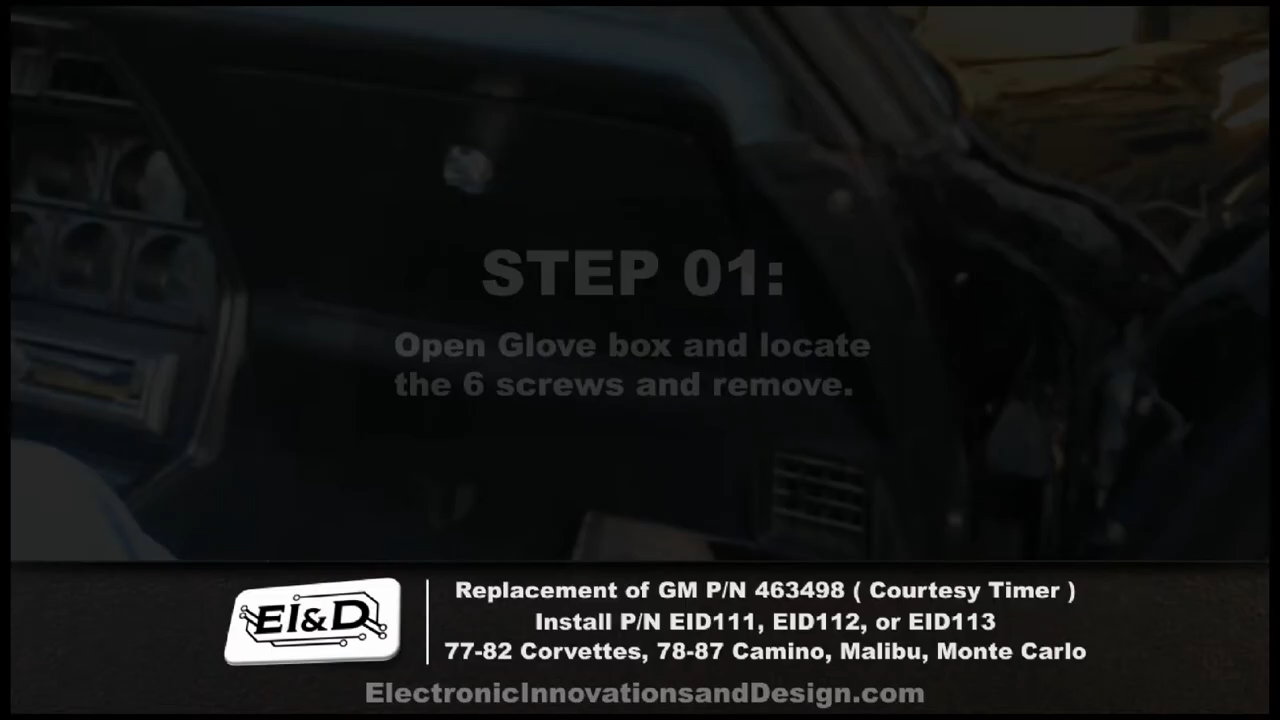 STEP 01:
Open Glove box and locate
the 6 screws and remove.
EI&D
Replacement of GM P/N 463498 ( Courtesy Timer )
Install P/N EID111, EID112, or EID113
77-82 Corvettes, 78-87 Camino, Malibu, Monte Carlo
ElectronicInnovationsandDesign.com